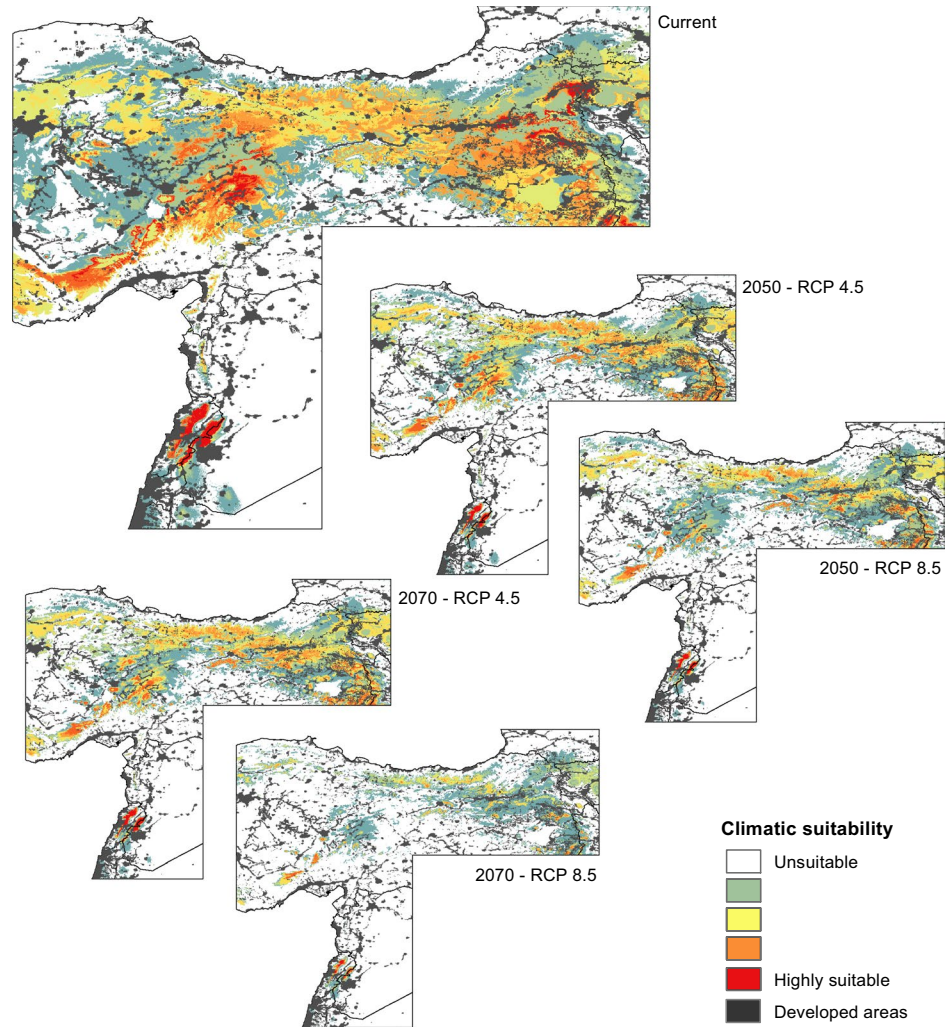 Current
2050 - RCP 4.5
2050 - RCP 8.5
2070 - RCP 4.5
2070 - RCP 8.5
Climatic suitability
Unsuitable
Highly suitable
Developed areas